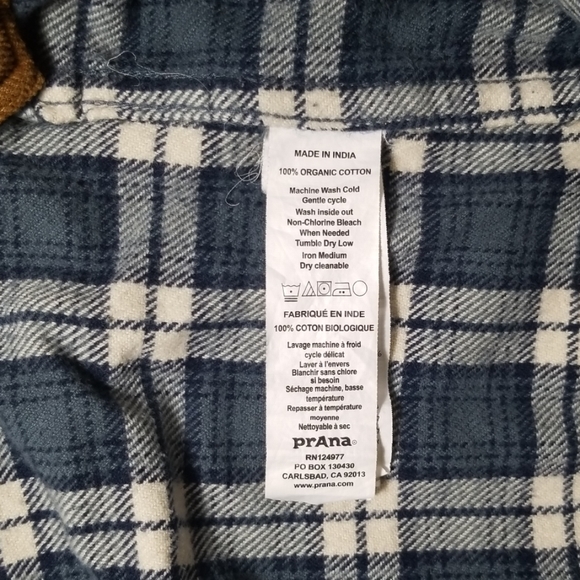 MADE IN INDIA
100% ORGANIC COTTON
Machine Wash Cold
Gentle cycle
Wash inside out
Non-Chlorine Bleach
When Needed
Tumble Dry Low
Iron Medium
Dry cleanable
FABRIQUÉ EN INDE
100% COTON BIOLOGIQUE
Lavage machine à froid
cycle délicat
Laver à l'envers
Blanchir sans chlore
si besoin
Séchage machine, basse
température
Repasser à température
moyenne
Nettoyable à sec
prAna®
RN124977
PO BOX 130430
CARLSBAD, CA 92013
www.prana.com